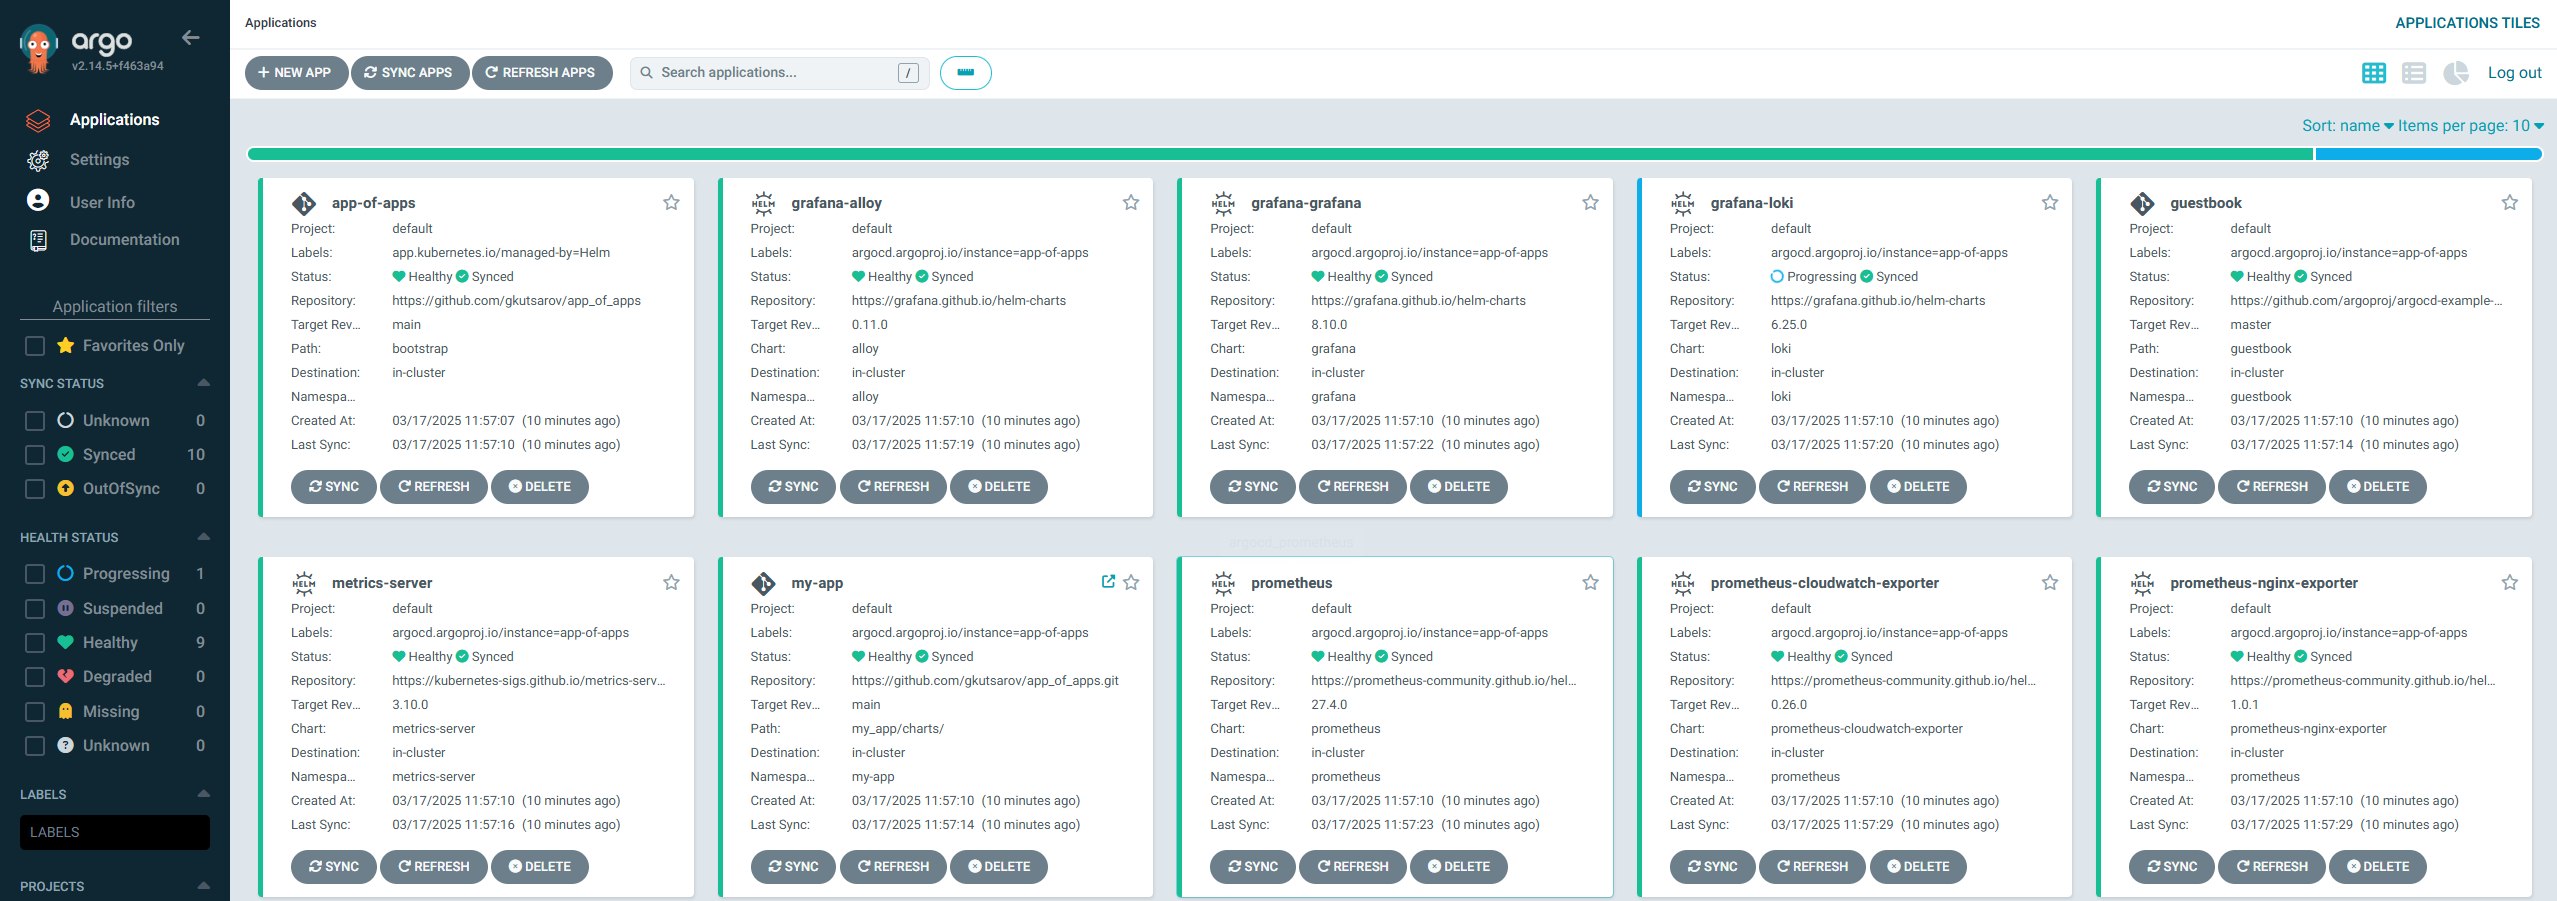 argo
v2.14.5+f463a94
Applications
Settings
User Info
Documentation
Application filters
Favorites Only
SYNC STATUS
Unknown 0
Synced 10
OutOfSync 0
HEALTH STATUS
Progressing 1
Suspended 0
Healthy 9
Degraded 0
Missing 0
Unknown 0
LABELS
LABELS
PROJECTS
Applications
APPLICATIONS TILES
NEW APP
SYNC APPS
REFRESH APPS
Search applications... /
Log out
Sort: name Items per page: 10
app-of-apps
Project: default
Labels: app.kubernetes.io/managed-by=Helm
Status: Healthy Synced
Repository: https://github.com/gkutsarov/app_of_apps
Target Rev... main
Path: bootstrap
Destination: in-cluster
Namespa...
Created At: 03/17/2025 11:57:07 (10 minutes ago)
Last Sync: 03/17/2025 11:57:10 (10 minutes ago)
SYNC REFRESH DELETE
HELM grafana-alloy
Project: default
Labels: argocd.argoproj.io/instance=app-of-apps
Status: Healthy Synced
Repository: https://grafana.github.io/helm-charts
Target Rev... 0.11.0
Chart: alloy
Destination: in-cluster
Namespa... alloy
Created At: 03/17/2025 11:57:10 (10 minutes ago)
Last Sync: 03/17/2025 11:57:19 (10 minutes ago)
SYNC REFRESH DELETE
HELM grafana-grafana
Project: default
Labels: argocd.argoproj.io/instance=app-of-apps
Status: Healthy Synced
Repository: https://grafana.github.io/helm-charts
Target Rev... 8.10.0
Chart: grafana
Destination: in-cluster
Namespa... grafana
Created At: 03/17/2025 11:57:10 (10 minutes ago)
Last Sync: 03/17/2025 11:57:22 (10 minutes ago)
SYNC REFRESH DELETE
HELM grafana-loki
Project: default
Labels: argocd.argoproj.io/instance=app-of-apps
Status: Progressing Synced
Repository: https://grafana.github.io/helm-charts
Target Rev... 6.25.0
Chart: loki
Destination: in-cluster
Namespa... loki
Created At: 03/17/2025 11:57:10 (10 minutes ago)
Last Sync: 03/17/2025 11:57:20 (10 minutes ago)
SYNC REFRESH DELETE
guestbook
Project: default
Labels: argocd.argoproj.io/instance=app-of-apps
Status: Healthy Synced
Repository: https://github.com/argoproj/argocd-example-...
Target Rev... master
Path: guestbook
Destination: in-cluster
Namespa... guestbook
Created At: 03/17/2025 11:57:10 (10 minutes ago)
Last Sync: 03/17/2025 11:57:14 (10 minutes ago)
SYNC REFRESH DELETE
argocd_prometheus
HELM metrics-server
Project: default
Labels: argocd.argoproj.io/instance=app-of-apps
Status: Healthy Synced
Repository: https://kubernetes-sigs.github.io/metrics-serv...
Target Rev... 3.10.0
Chart: metrics-server
Destination: in-cluster
Namespa... metrics-server
Created At: 03/17/2025 11:57:10 (10 minutes ago)
Last Sync: 03/17/2025 11:57:16 (10 minutes ago)
SYNC REFRESH DELETE
my-app
Project: default
Labels: argocd.argoproj.io/instance=app-of-apps
Status: Healthy Synced
Repository: https://github.com/gkutsarov/app_of_apps.git
Target Rev... main
Path: my_app/charts/
Destination: in-cluster
Namespa... my-app
Created At: 03/17/2025 11:57:10 (10 minutes ago)
Last Sync: 03/17/2025 11:57:14 (10 minutes ago)
SYNC REFRESH DELETE
HELM prometheus
Project: default
Labels: argocd.argoproj.io/instance=app-of-apps
Status: Healthy Synced
Repository: https://prometheus-community.github.io/hel...
Target Rev... 27.4.0
Chart: prometheus
Destination: in-cluster
Namespa... prometheus
Created At: 03/17/2025 11:57:10 (10 minutes ago)
Last Sync: 03/17/2025 11:57:23 (10 minutes ago)
SYNC REFRESH DELETE
HELM prometheus-cloudwatch-exporter
Project: default
Labels: argocd.argoproj.io/instance=app-of-apps
Status: Healthy Synced
Repository: https://prometheus-community.github.io/hel...
Target Rev... 0.26.0
Chart: prometheus-cloudwatch-exporter
Destination: in-cluster
Namespa... prometheus
Created At: 03/17/2025 11:57:10 (10 minutes ago)
Last Sync: 03/17/2025 11:57:29 (10 minutes ago)
SYNC REFRESH DELETE
HELM prometheus-nginx-exporter
Project: default
Labels: argocd.argoproj.io/instance=app-of-apps
Status: Healthy Synced
Repository: https://prometheus-community.github.io/hel...
Target Rev... 1.0.1
Chart: prometheus-nginx-exporter
Destination: in-cluster
Namespa... prometheus
Created At: 03/17/2025 11:57:10 (10 minutes ago)
Last Sync: 03/17/2025 11:57:29 (10 minutes ago)
SYNC REFRESH DELETE